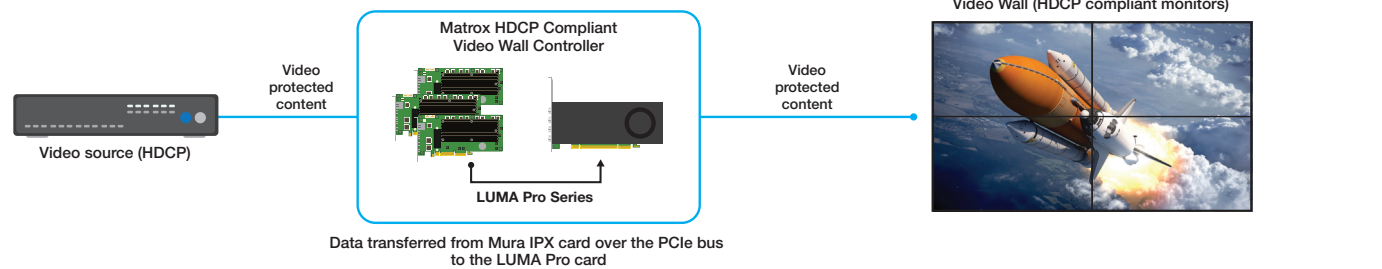 Video Wall (HDCP compliant monitors)
Matrox HDCP Compliant
Video Wall Controller
Video
protected
content
Video
protected
content
Video source (HDCP)
LUMA Pro Series
Data transferred from Mura IPX card over the PCIe bus
to the LUMA Pro card